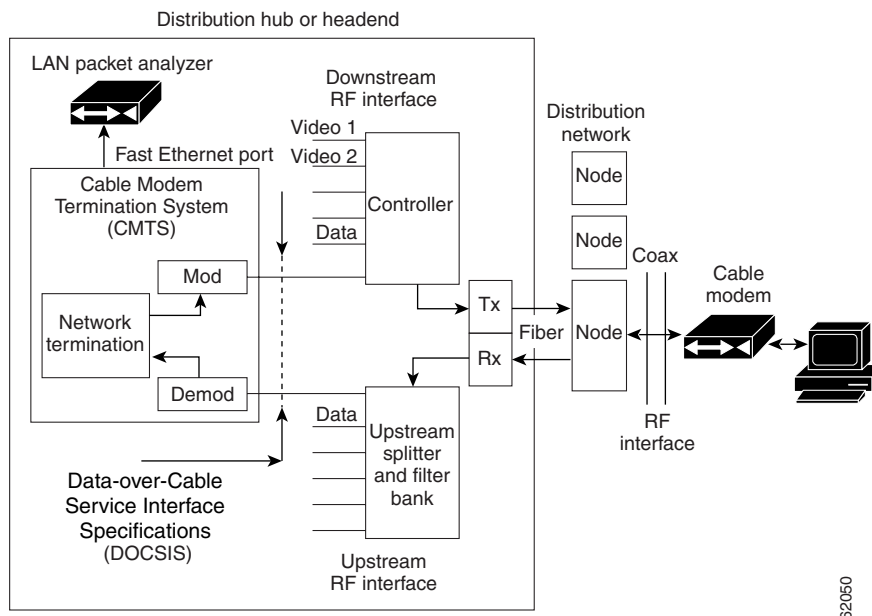 Distribution hub or headend
LAN packet analyzer
Fast Ethernet port
Cable Modem
Termination System
(CMTS)
Mod
Network
termination
Demod
Data-over-Cable
Service Interface
Specifications
(DOCSIS)
Downstream
RF interface
Video 1
Video 2
Data
Controller
Tx
Rx
Fiber
Data
Upstream
splitter
and filter
bank
Upstream
RF interface
Distribution
network
Node
Node
Node
Coax
RF
interface
Cable
modem